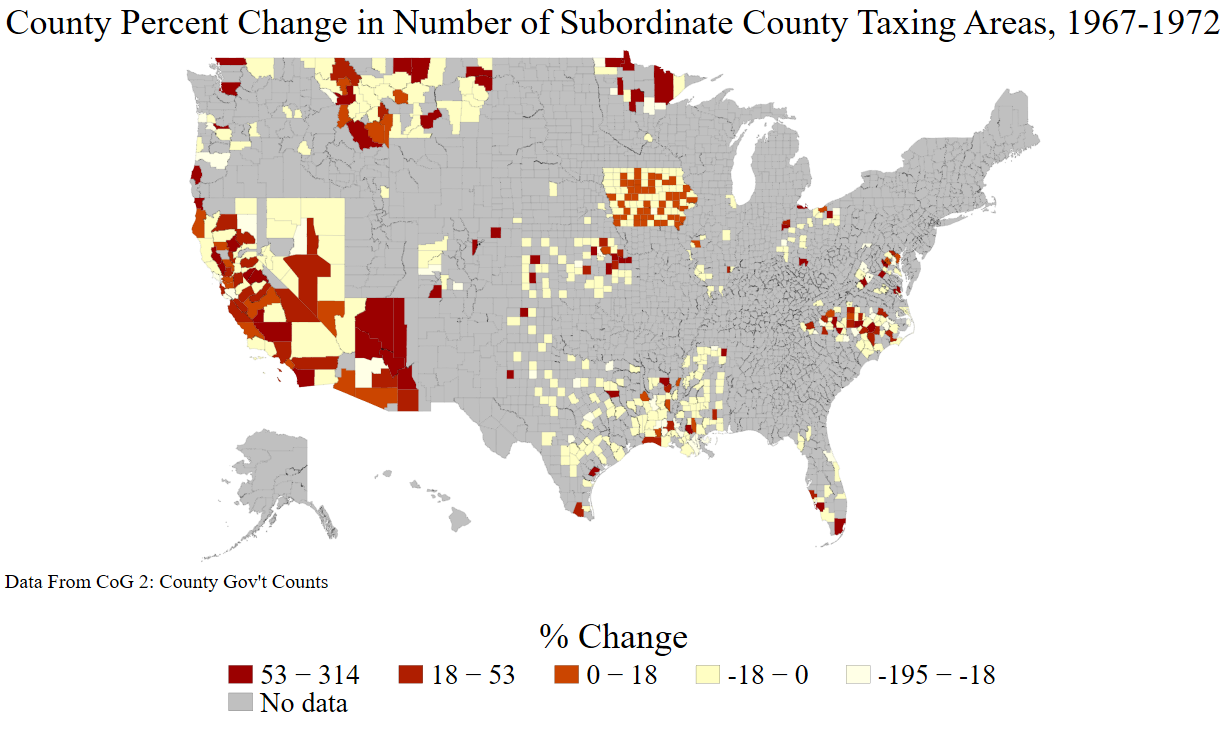 County Percent Change in Number of Subordinate County Taxing Areas, 1967-1972
Data From CoG 2: County Gov't Counts
% Change
53 − 314 18 − 53 0 − 18 -18 − 0 -195 − -18
No data